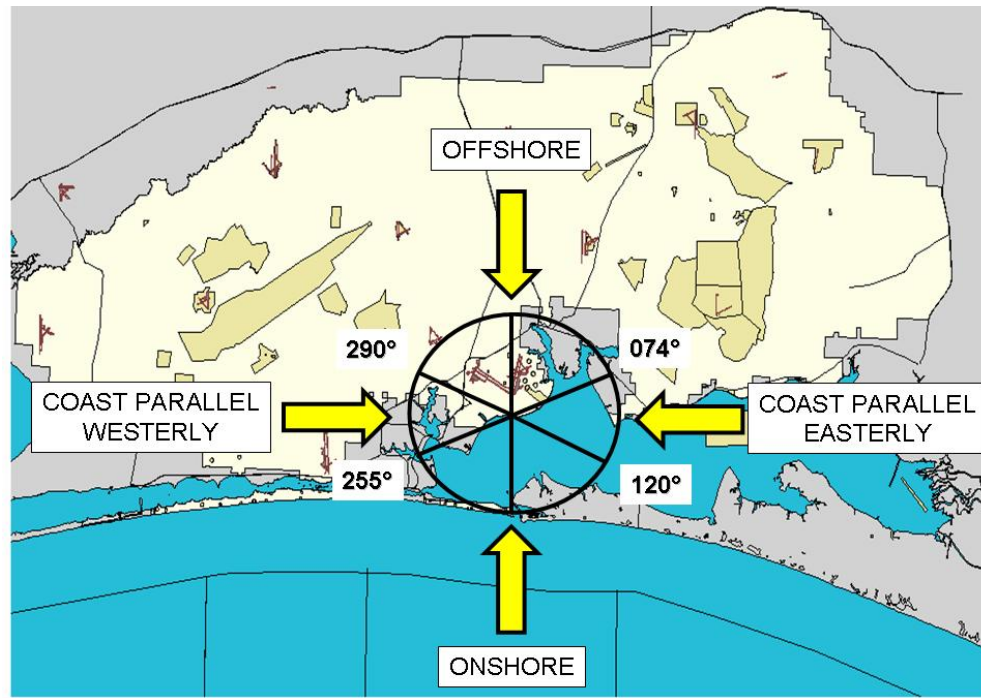 OFFSHORE
290°
074°
COAST PARALLEL
WESTERLY
COAST PARALLEL
EASTERLY
255°
120°
ONSHORE